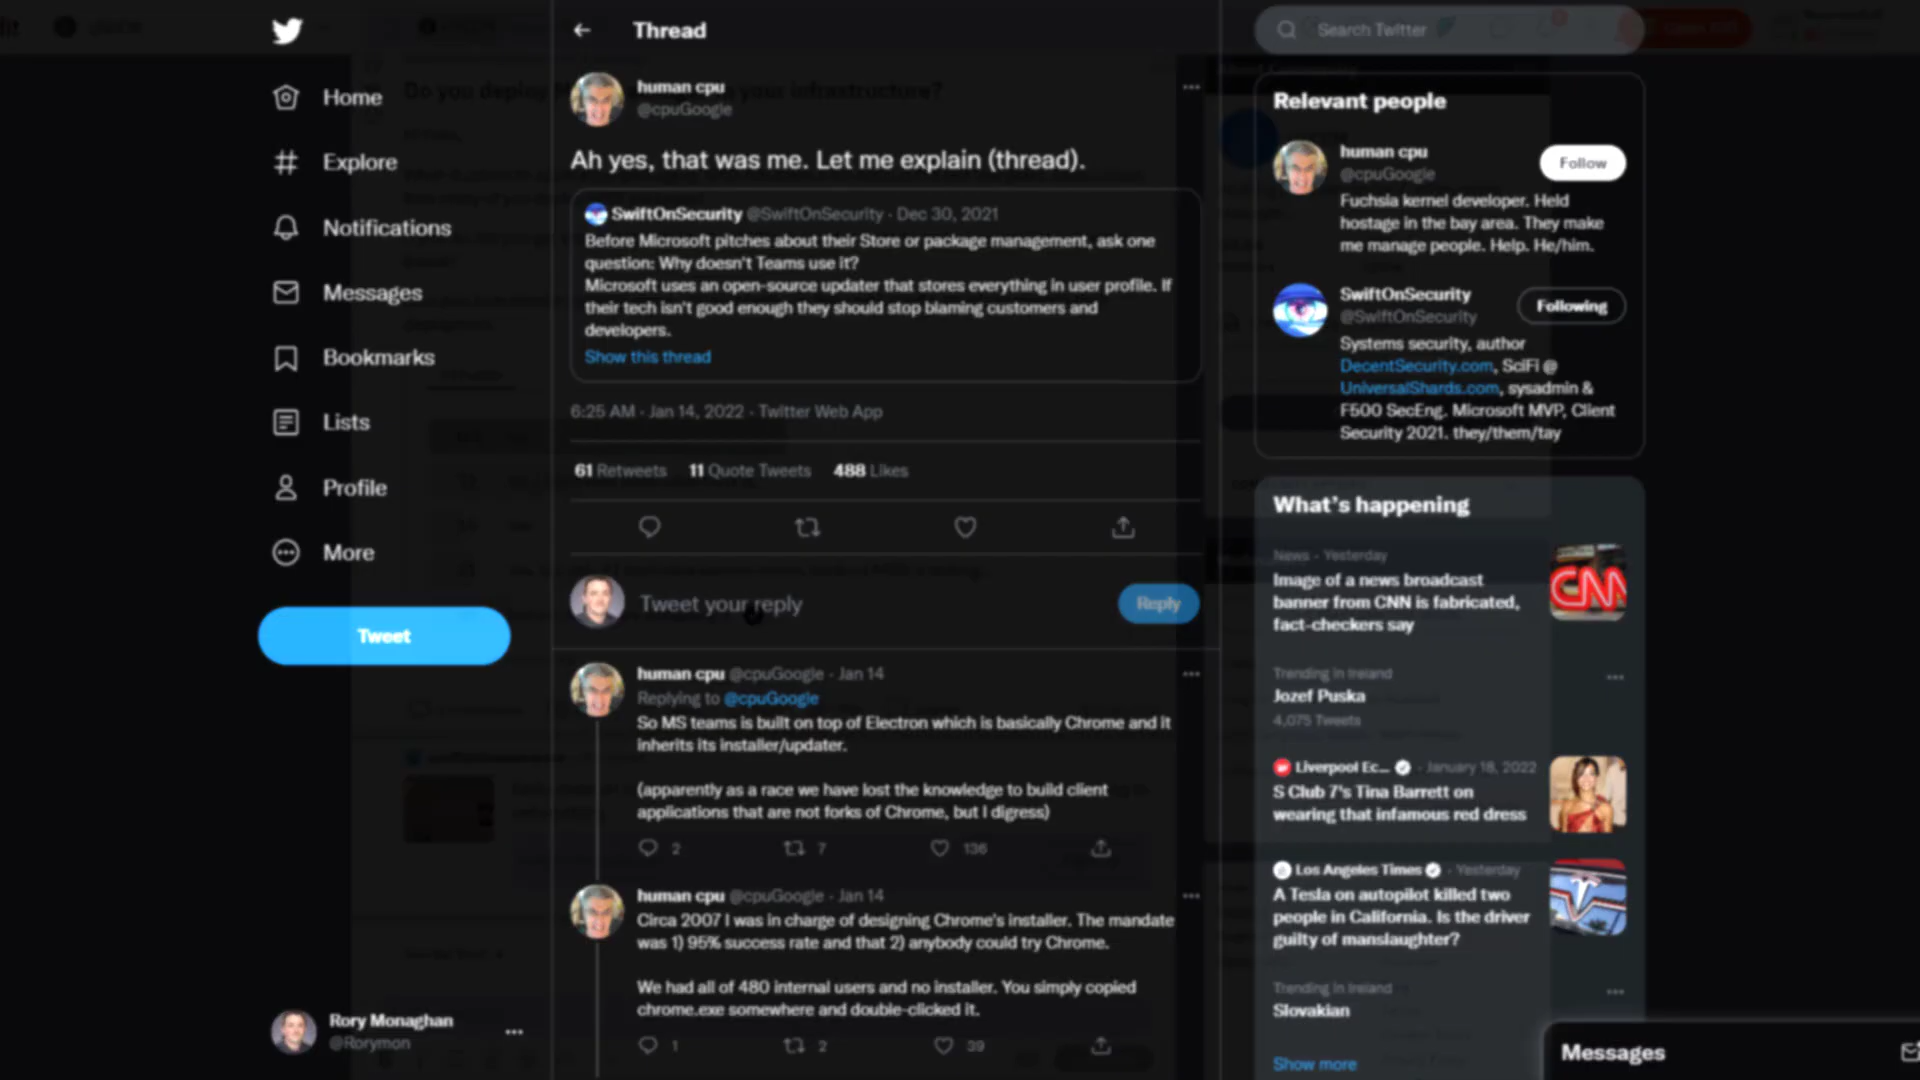 Thread
Search Twitter
Home
Explore
Notifications
Messages
Bookmarks
Lists
Profile
More
Tweet
Rory Monaghan
@Rorymon
human cpu
@cpuGoogle
Ah yes, that was me. Let me explain (thread).
SwiftOnSecurity @SwiftOnSecurity · Dec 30, 2021
Before Microsoft pitches about their Store or package management, ask one
question: Why doesn't Teams use it?
Microsoft uses an open-source updater that stores everything in user profile. If
their tech isn't good enough they should stop blaming customers and
developers.
Show this thread
6:25 AM · Jan 14, 2022 · Twitter Web App
61 Retweets 11 Quote Tweets 488 Likes
Tweet your reply
Reply
human cpu @cpuGoogle · Jan 14
Replying to @cpuGoogle
So MS teams is built on top of Electron which is basically Chrome and it
inherits its installer/updater.
(apparently as a race we have lost the knowledge to build client
applications that are not forks of Chrome, but I digress)
2 7 136
human cpu @cpuGoogle · Jan 14
Circa 2007 I was in charge of designing Chrome's installer. The mandate
was 1) 95% success rate and that 2) anybody could try Chrome.
We had all of 480 internal users and no installer. You simply copied
chrome.exe somewhere and double-clicked it.
1 2 39
Relevant people
human cpu
@cpuGoogle
Follow
Fuchsia kernel developer. Held
hostage in the bay area. They make
me manage people. Help. He/him.
SwiftOnSecurity
@SwiftOnSecurity
Following
Systems security, author
DecentSecurity.com, SciFi @
UniversalShards.com, sysadmin &
F500 SecEng. Microsoft MVP, Client
Security 2021. they/them/tay
What's happening
News · Yesterday
Image of a news broadcast
banner from CNN is fabricated,
fact-checkers say
CNN
Trending in Ireland
Jozef Puska
4,075 Tweets
Liverpool Ec... · January 18, 2022
S Club 7's Tina Barrett on
wearing that infamous red dress
Los Angeles Times · Yesterday
A Tesla on autopilot killed two
people in California. Is the driver
guilty of manslaughter?
Trending in Ireland
Slovakian
Show more
Messages